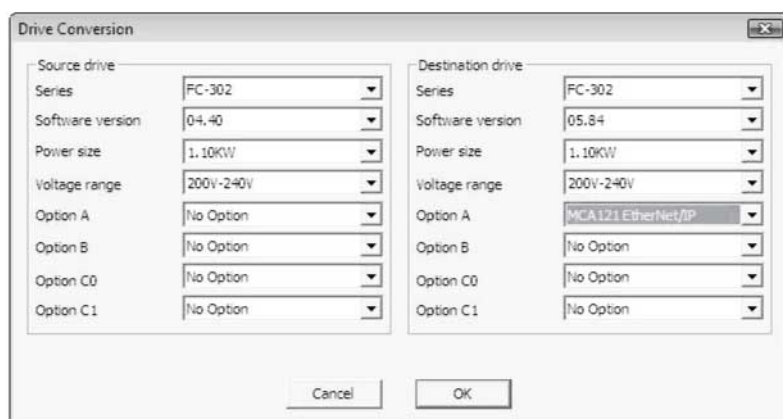 Drive Conversion
Source drive
Series FC-302
Software version 04.40
Power size 1.10KW
Voltage range 200V-240V
Option A No Option
Option B No Option
Option C0 No Option
Option C1 No Option
Destination drive
Series FC-302
Software version 05.84
Power size 1.10KW
Voltage range 200V-240V
Option A MCA121 EtherNet/IP
Option B No Option
Option C0 No Option
Option C1 No Option
Cancel OK